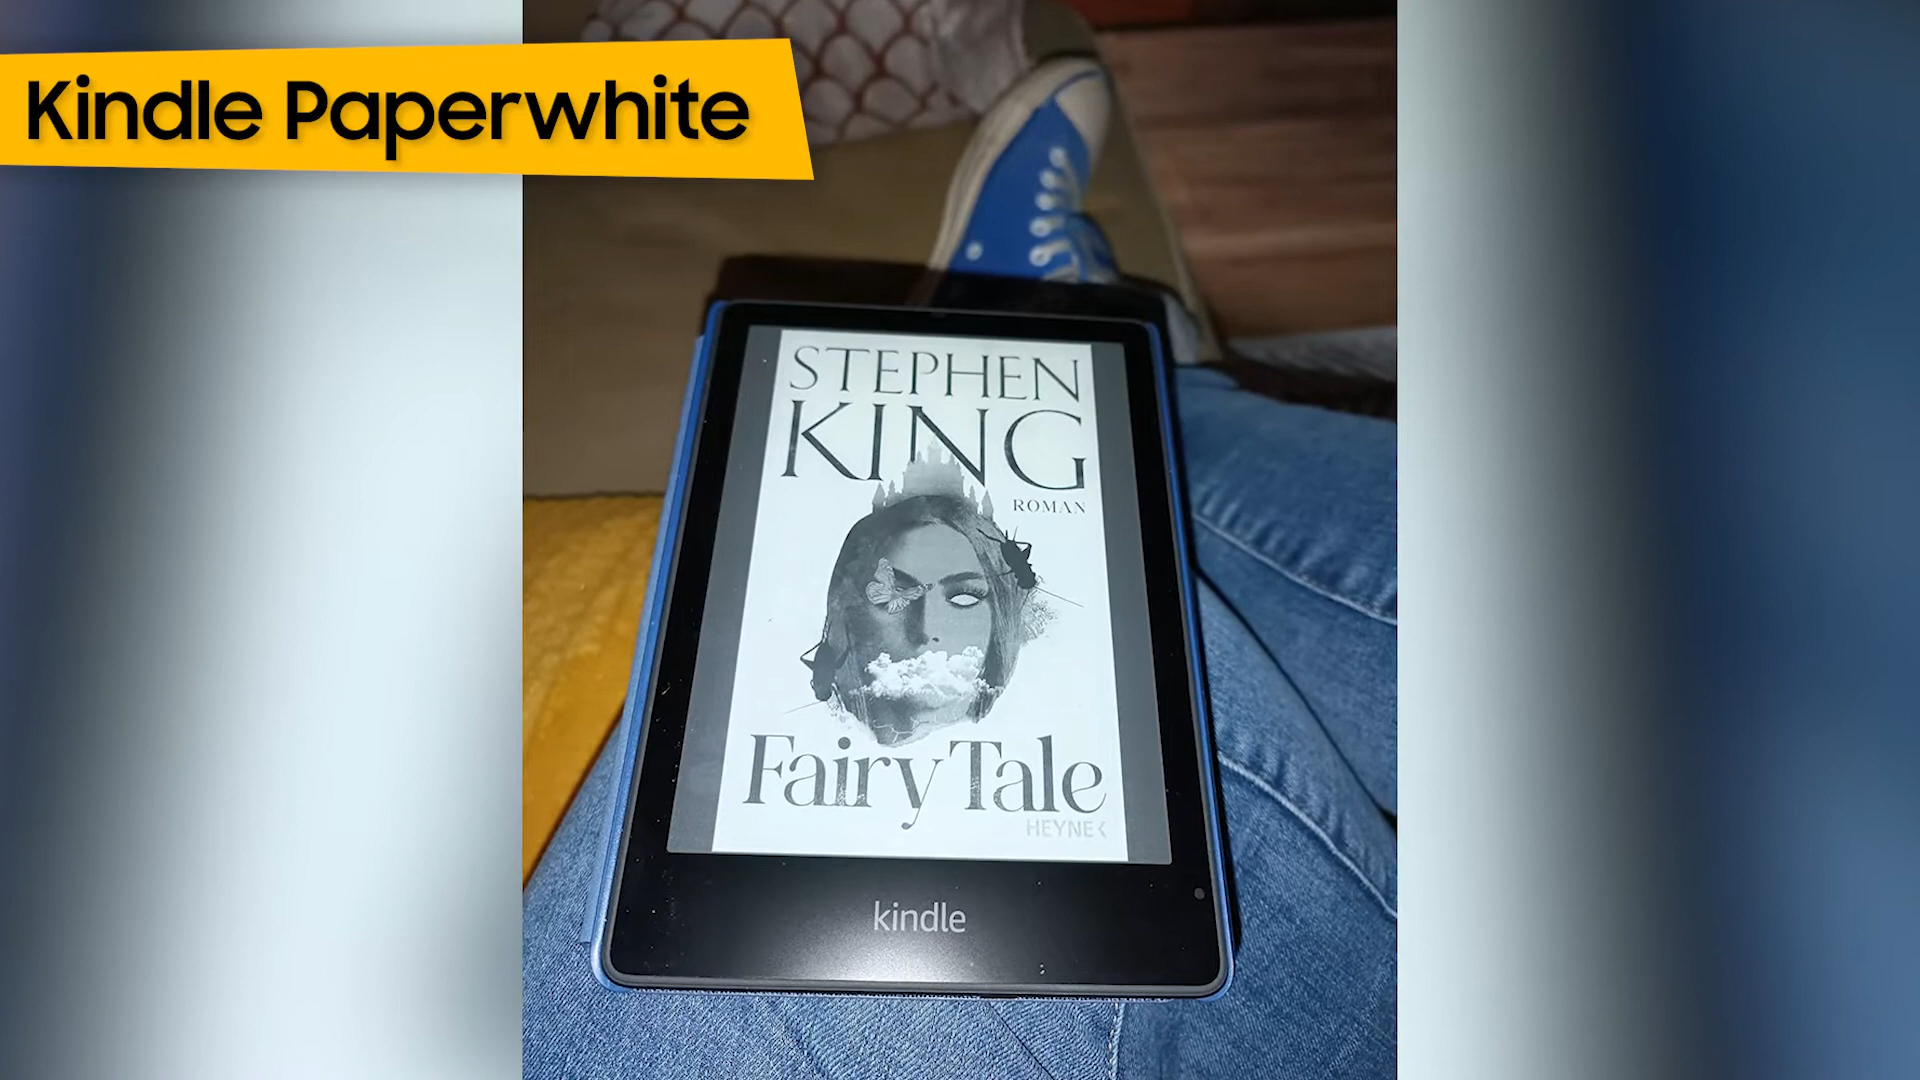 Kindle Paperwhite
STEPHEN
KING
ROMAN
Fairy Tale
HEYNE <
kindle